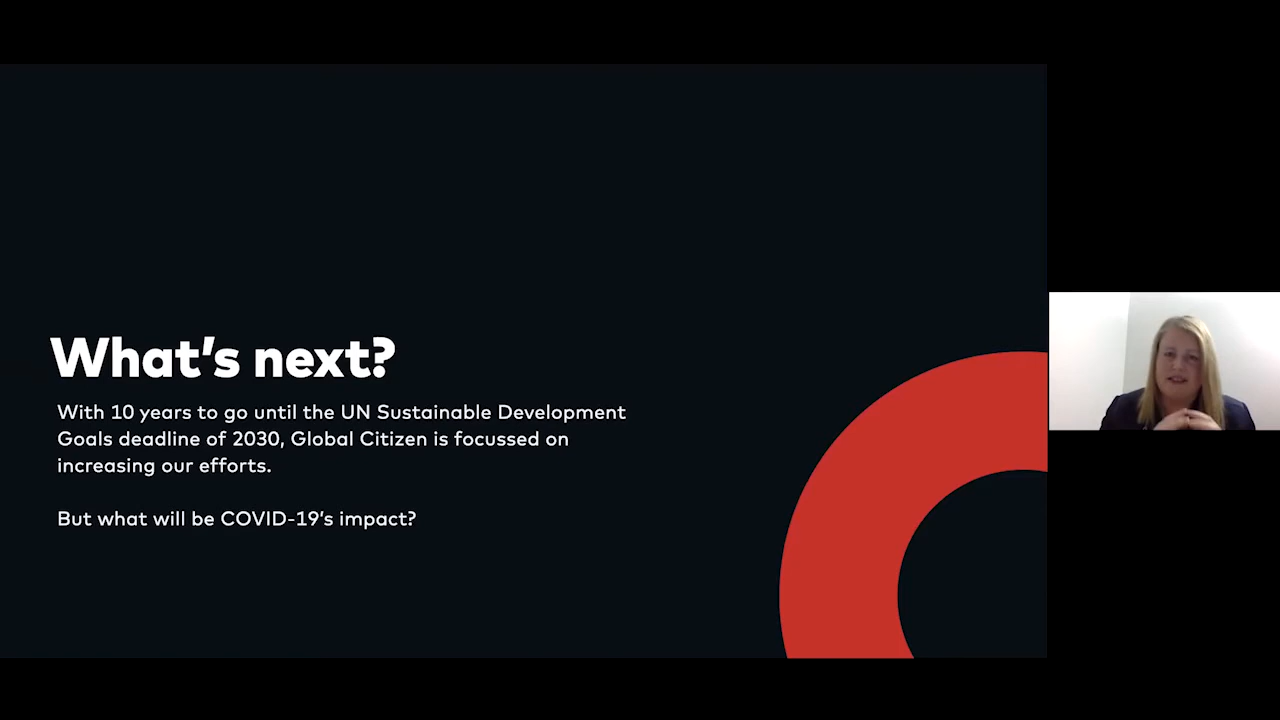 What's next?
With 10 years to go until the UN Sustainable Development
Goals deadline of 2030, Global Citizen is focussed on
increasing our efforts.
But what will be COVID-19's impact?